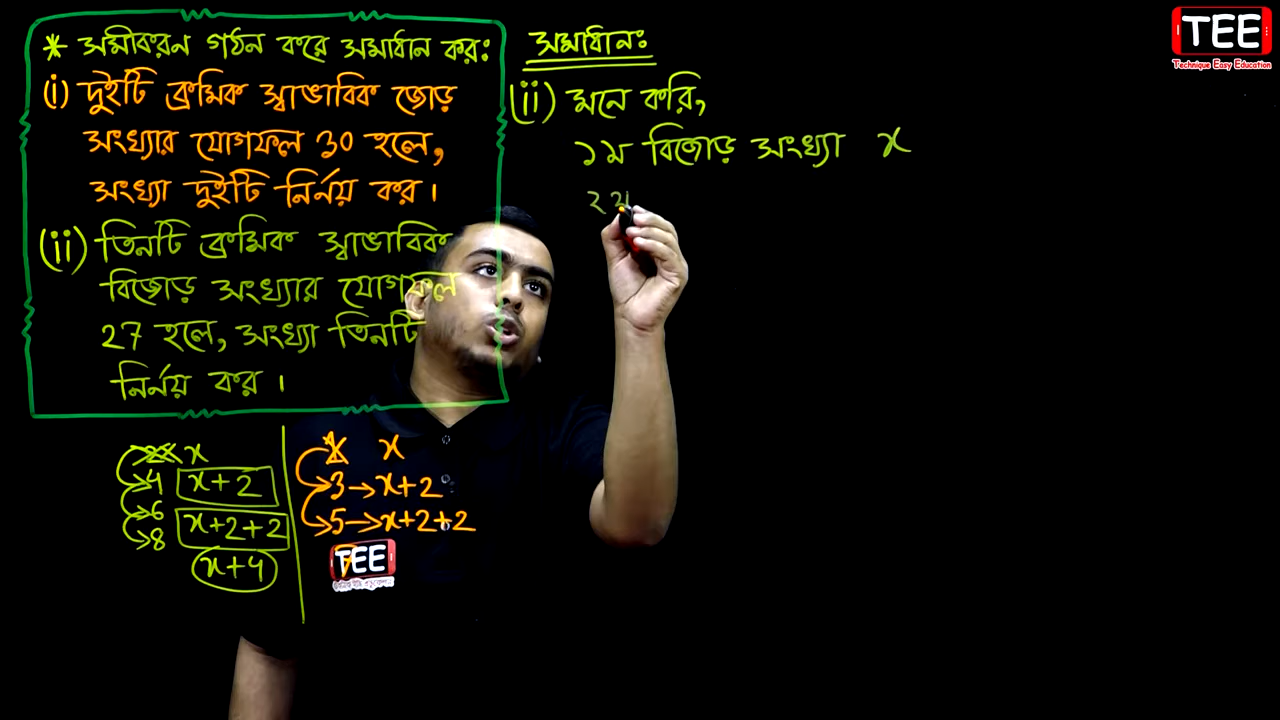 * সমীকরণ গঠন করে সমাধান কর:
(i) দুইটি ক্রমিক স্বাভাবিক জোড়
সংখ্যার যোগফল 30 হলে,
সংখ্যা দুইটি নির্নয় কর।
(ii) তিনটি ক্রমিক স্বাভাবিক
বিজোড় সংখ্যার যোগফল
27 হলে, সংখ্যা তিনটি
নির্নয় কর।
সমাধানঃ
(ii) মনে করি,
১ম বিজোড় সংখ্যা x
২য়
x
4 x+2
6 x+2+2
8
x+4
x
3→x+2
5→x+2+2
TEE
TEE
Technique Easy Education